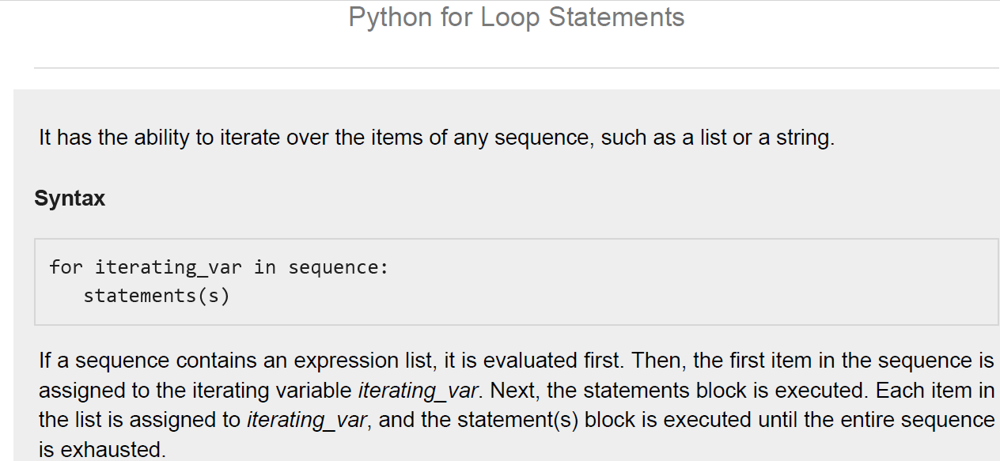 Python for Loop Statements
It has the ability to iterate over the items of any sequence, such as a list or a string.
Syntax
for iterating_var in sequence:
   statements(s)
If a sequence contains an expression list, it is evaluated first. Then, the first item in the sequence is
assigned to the iterating variable iterating_var. Next, the statements block is executed. Each item in
the list is assigned to iterating_var, and the statement(s) block is executed until the entire sequence
is exhausted.